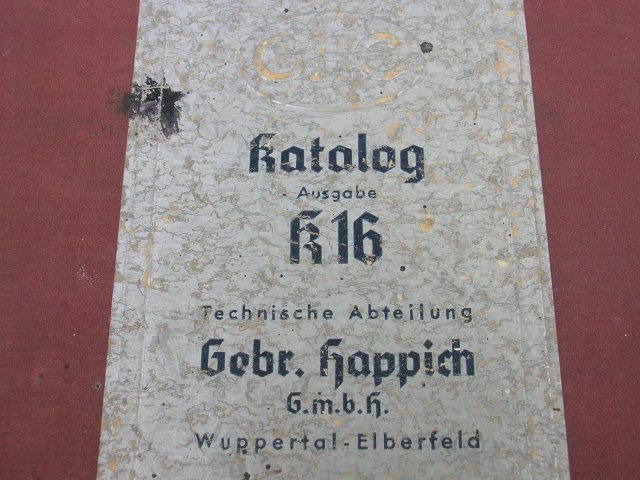 Katalog
Ausgabe
K16
Technische Abteilung
Gebr. Happich
G.m.b.H.
Wuppertal-Elberfeld